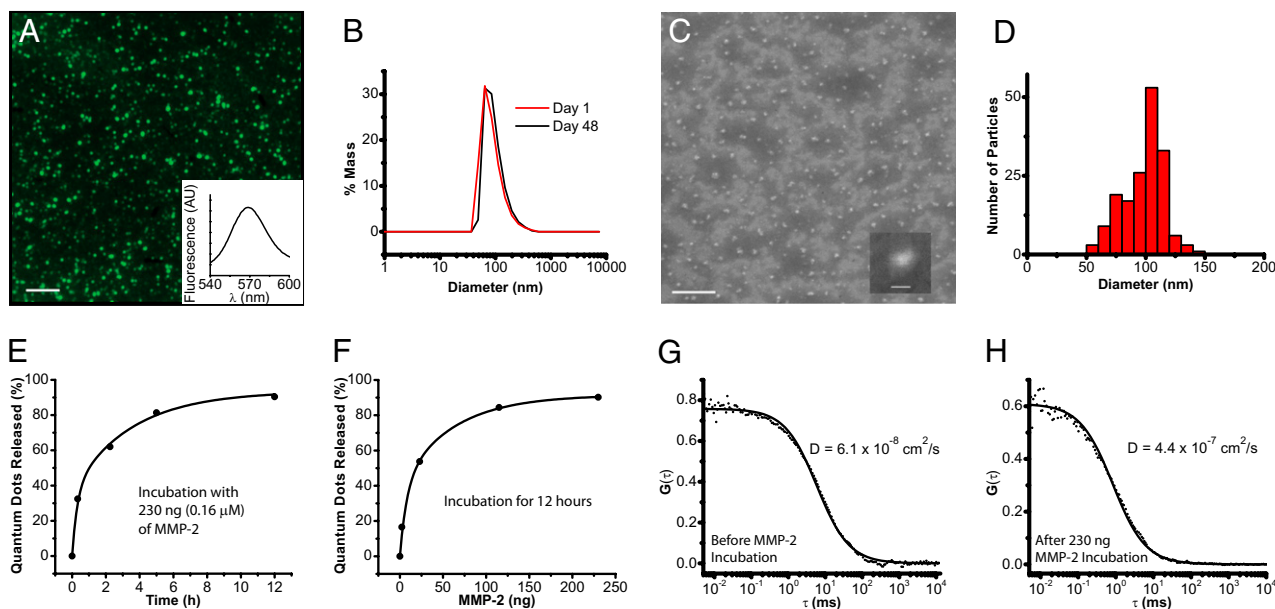 A
Fluorescence (AU)
540 570 600
λ (nm)
B
% Mass
30
20
10
0
Day 1
Day 48
1 10 100 1000 10000
Diameter (nm)
C
D
Number of Particles
50
25
0
0 50 100 150 200
Diameter (nm)
E
Quantum Dots Released (%)
100
80
60
40
20
0
Incubation with
230 ng (0.16 μM)
of MMP-2
0 2 4 6 8 10 12
Time (h)
F
Quantum Dots Released (%)
100
80
60
40
20
0
Incubation for 12 hours
0 50 100 150 200 250
MMP-2 (ng)
G
G(τ)
0.8
0.6
0.4
0.2
0.0
D = 6.1 x 10⁻⁸ cm²/s
Before MMP-2
Incubation
10⁻² 10⁻¹ 10⁰ 10¹ 10² 10³ 10⁴
τ (ms)
H
G(τ)
0.6
0.4
0.2
0.0
D = 4.4 x 10⁻⁷ cm²/s
After 230 ng
MMP-2 Incubation
10⁻² 10⁻¹ 10⁰ 10¹ 10² 10³ 10⁴
τ (ms)